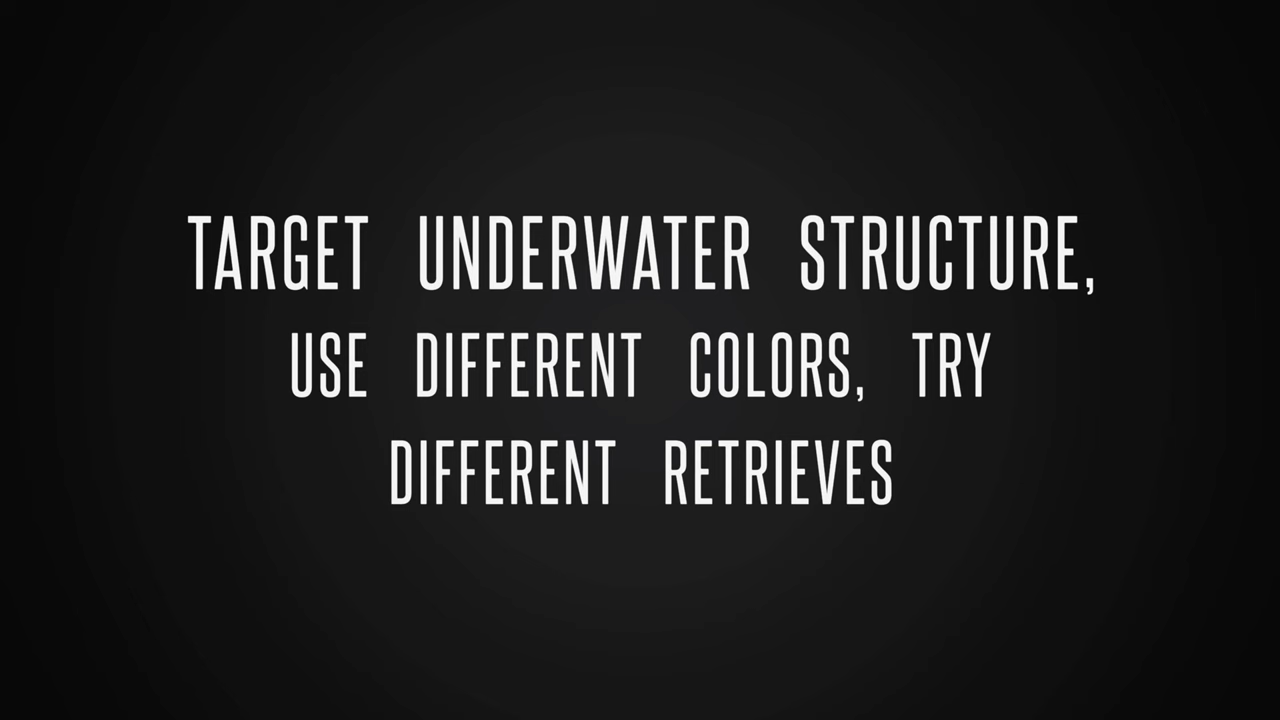 TARGET UNDERWATER STRUCTURE,
USE DIFFERENT COLORS, TRY
DIFFERENT RETRIEVES